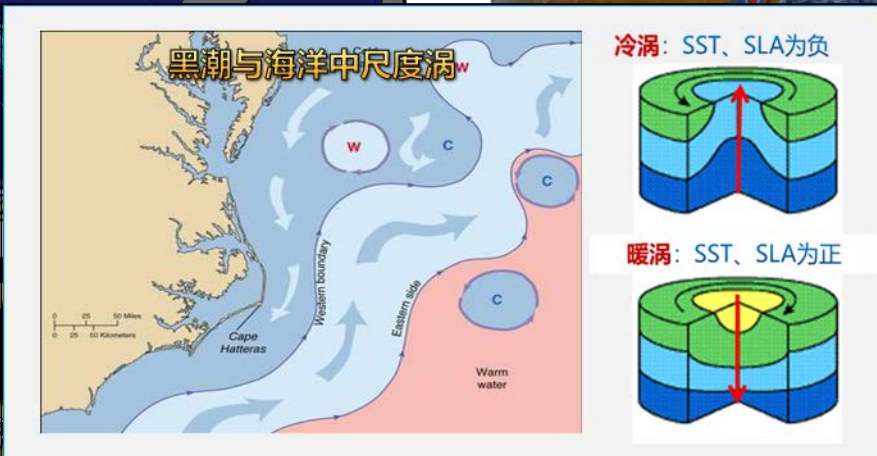 黑潮与海洋中尺度涡
W
W
C
C
C
Western boundary
Eastern side
0 25 50 Miles
0 25 50 Kilometers
Cape
Hatteras
Warm
water
冷涡：SST、SLA为负
暖涡：SST、SLA为正